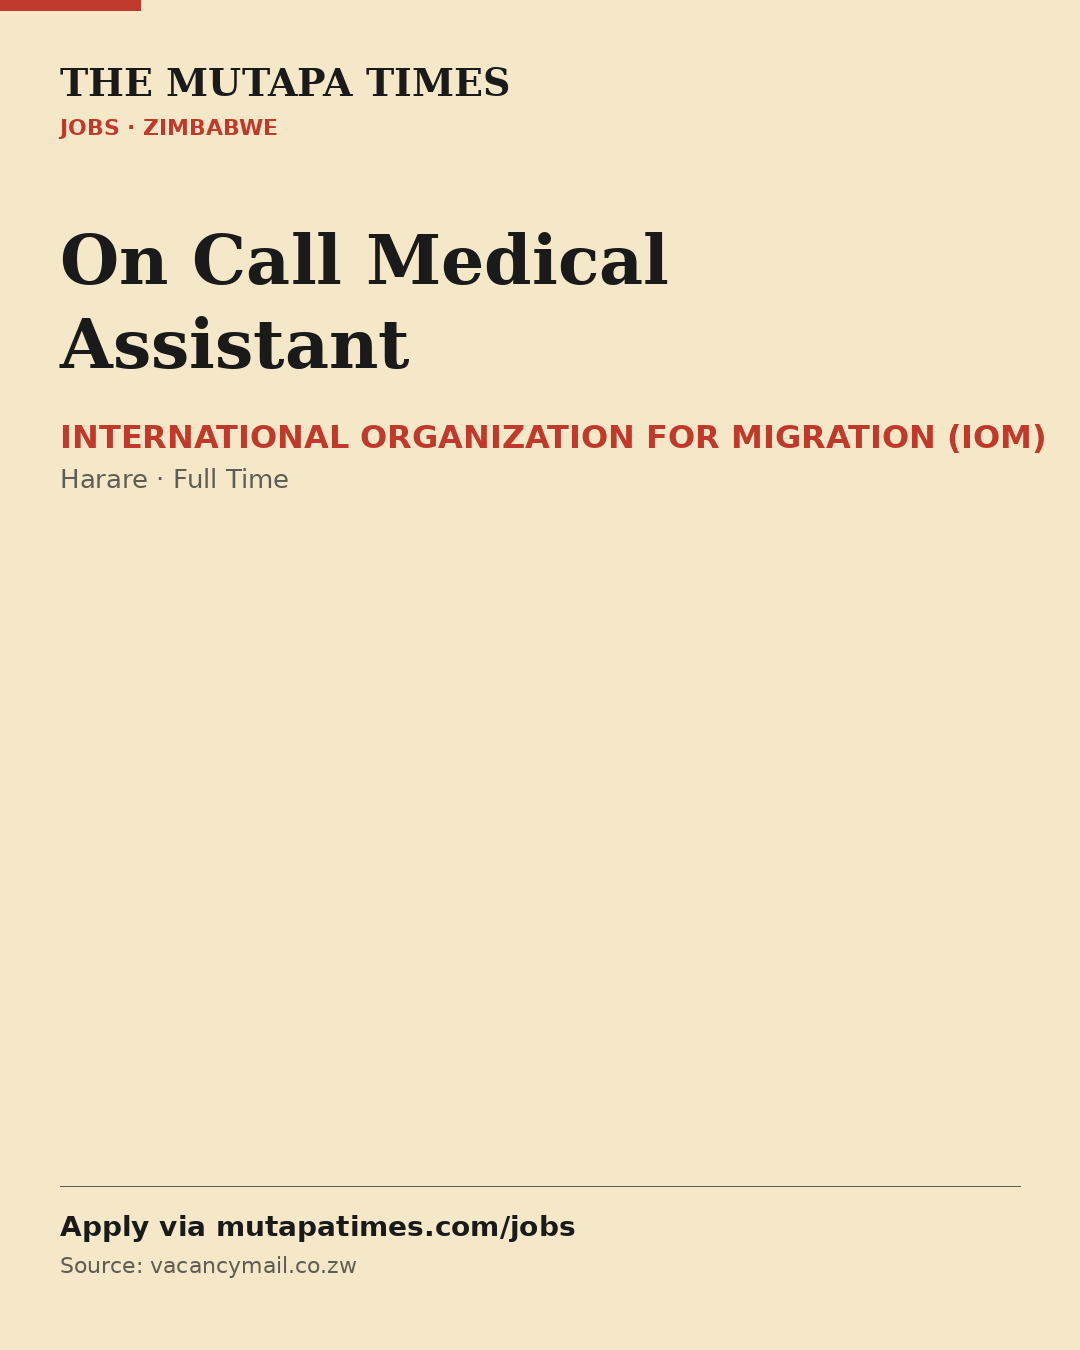 THE MUTAPA TIMES
JOBS · ZIMBABWE
On Call Medical
Assistant
INTERNATIONAL ORGANIZATION FOR MIGRATION (IOM)
Harare · Full Time
Apply via mutapatimes.com/jobs
Source: vacancymail.co.zw